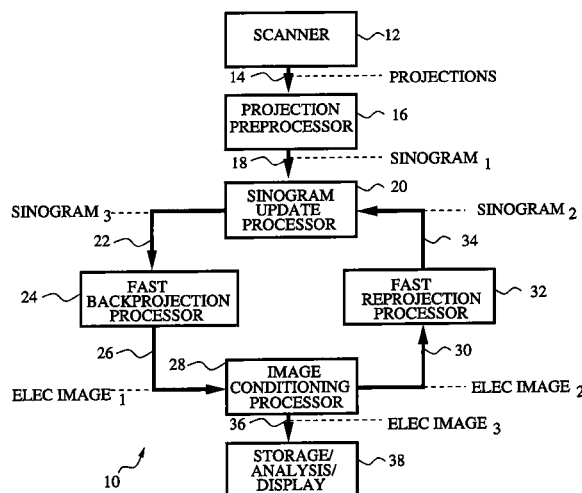 SCANNER
12
14
PROJECTIONS
PROJECTION
PREPROCESSOR
16
18
SINOGRAM 1
20
SINOGRAM
UPDATE
PROCESSOR
SINOGRAM 3
SINOGRAM 2
22
34
24
FAST
BACKPROJECTION
PROCESSOR
FAST
REPROJECTION
PROCESSOR
32
26
28
30
IMAGE
CONDITIONING
PROCESSOR
ELEC IMAGE 1
ELEC IMAGE 2
36
ELEC IMAGE 3
10
STORAGE/
ANALYSIS/
DISPLAY
38